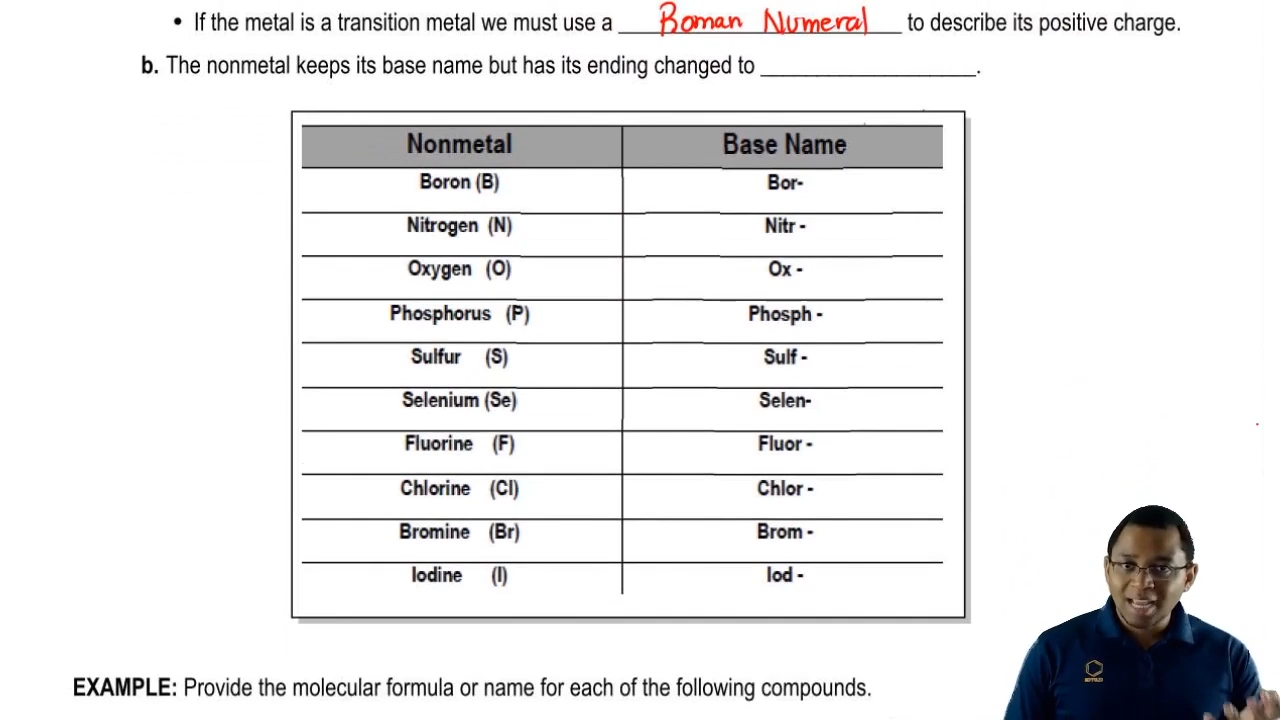 • If the metal is a transition metal we must use a Roman Numeral to describe its positive charge.
b. The nonmetal keeps its base name but has its ending changed to ____________________.
Nonmetal Base Name
Boron (B) Bor-
Nitrogen (N) Nitr -
Oxygen (O) Ox -
Phosphorus (P) Phosph -
Sulfur (S) Sulf -
Selenium (Se) Selen-
Fluorine (F) Fluor -
Chlorine (Cl) Chlor -
Bromine (Br) Brom -
Iodine (I) Iod -
EXAMPLE: Provide the molecular formula or name for each of the following compounds.